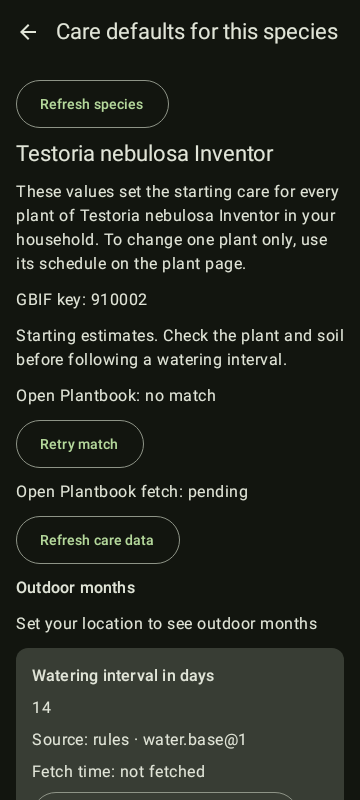 Care defaults for this species
Refresh species
Testoria nebulosa Inventor
These values set the starting care for every
plant of Testoria nebulosa Inventor in your
household. To change one plant only, use
its schedule on the plant page.
GBIF key: 910002
Starting estimates. Check the plant and soil
before following a watering interval.
Open Plantbook: no match
Retry match
Open Plantbook fetch: pending
Refresh care data
Outdoor months
Set your location to see outdoor months
Watering interval in days
14
Source: rules · water.base@1
Fetch time: not fetched